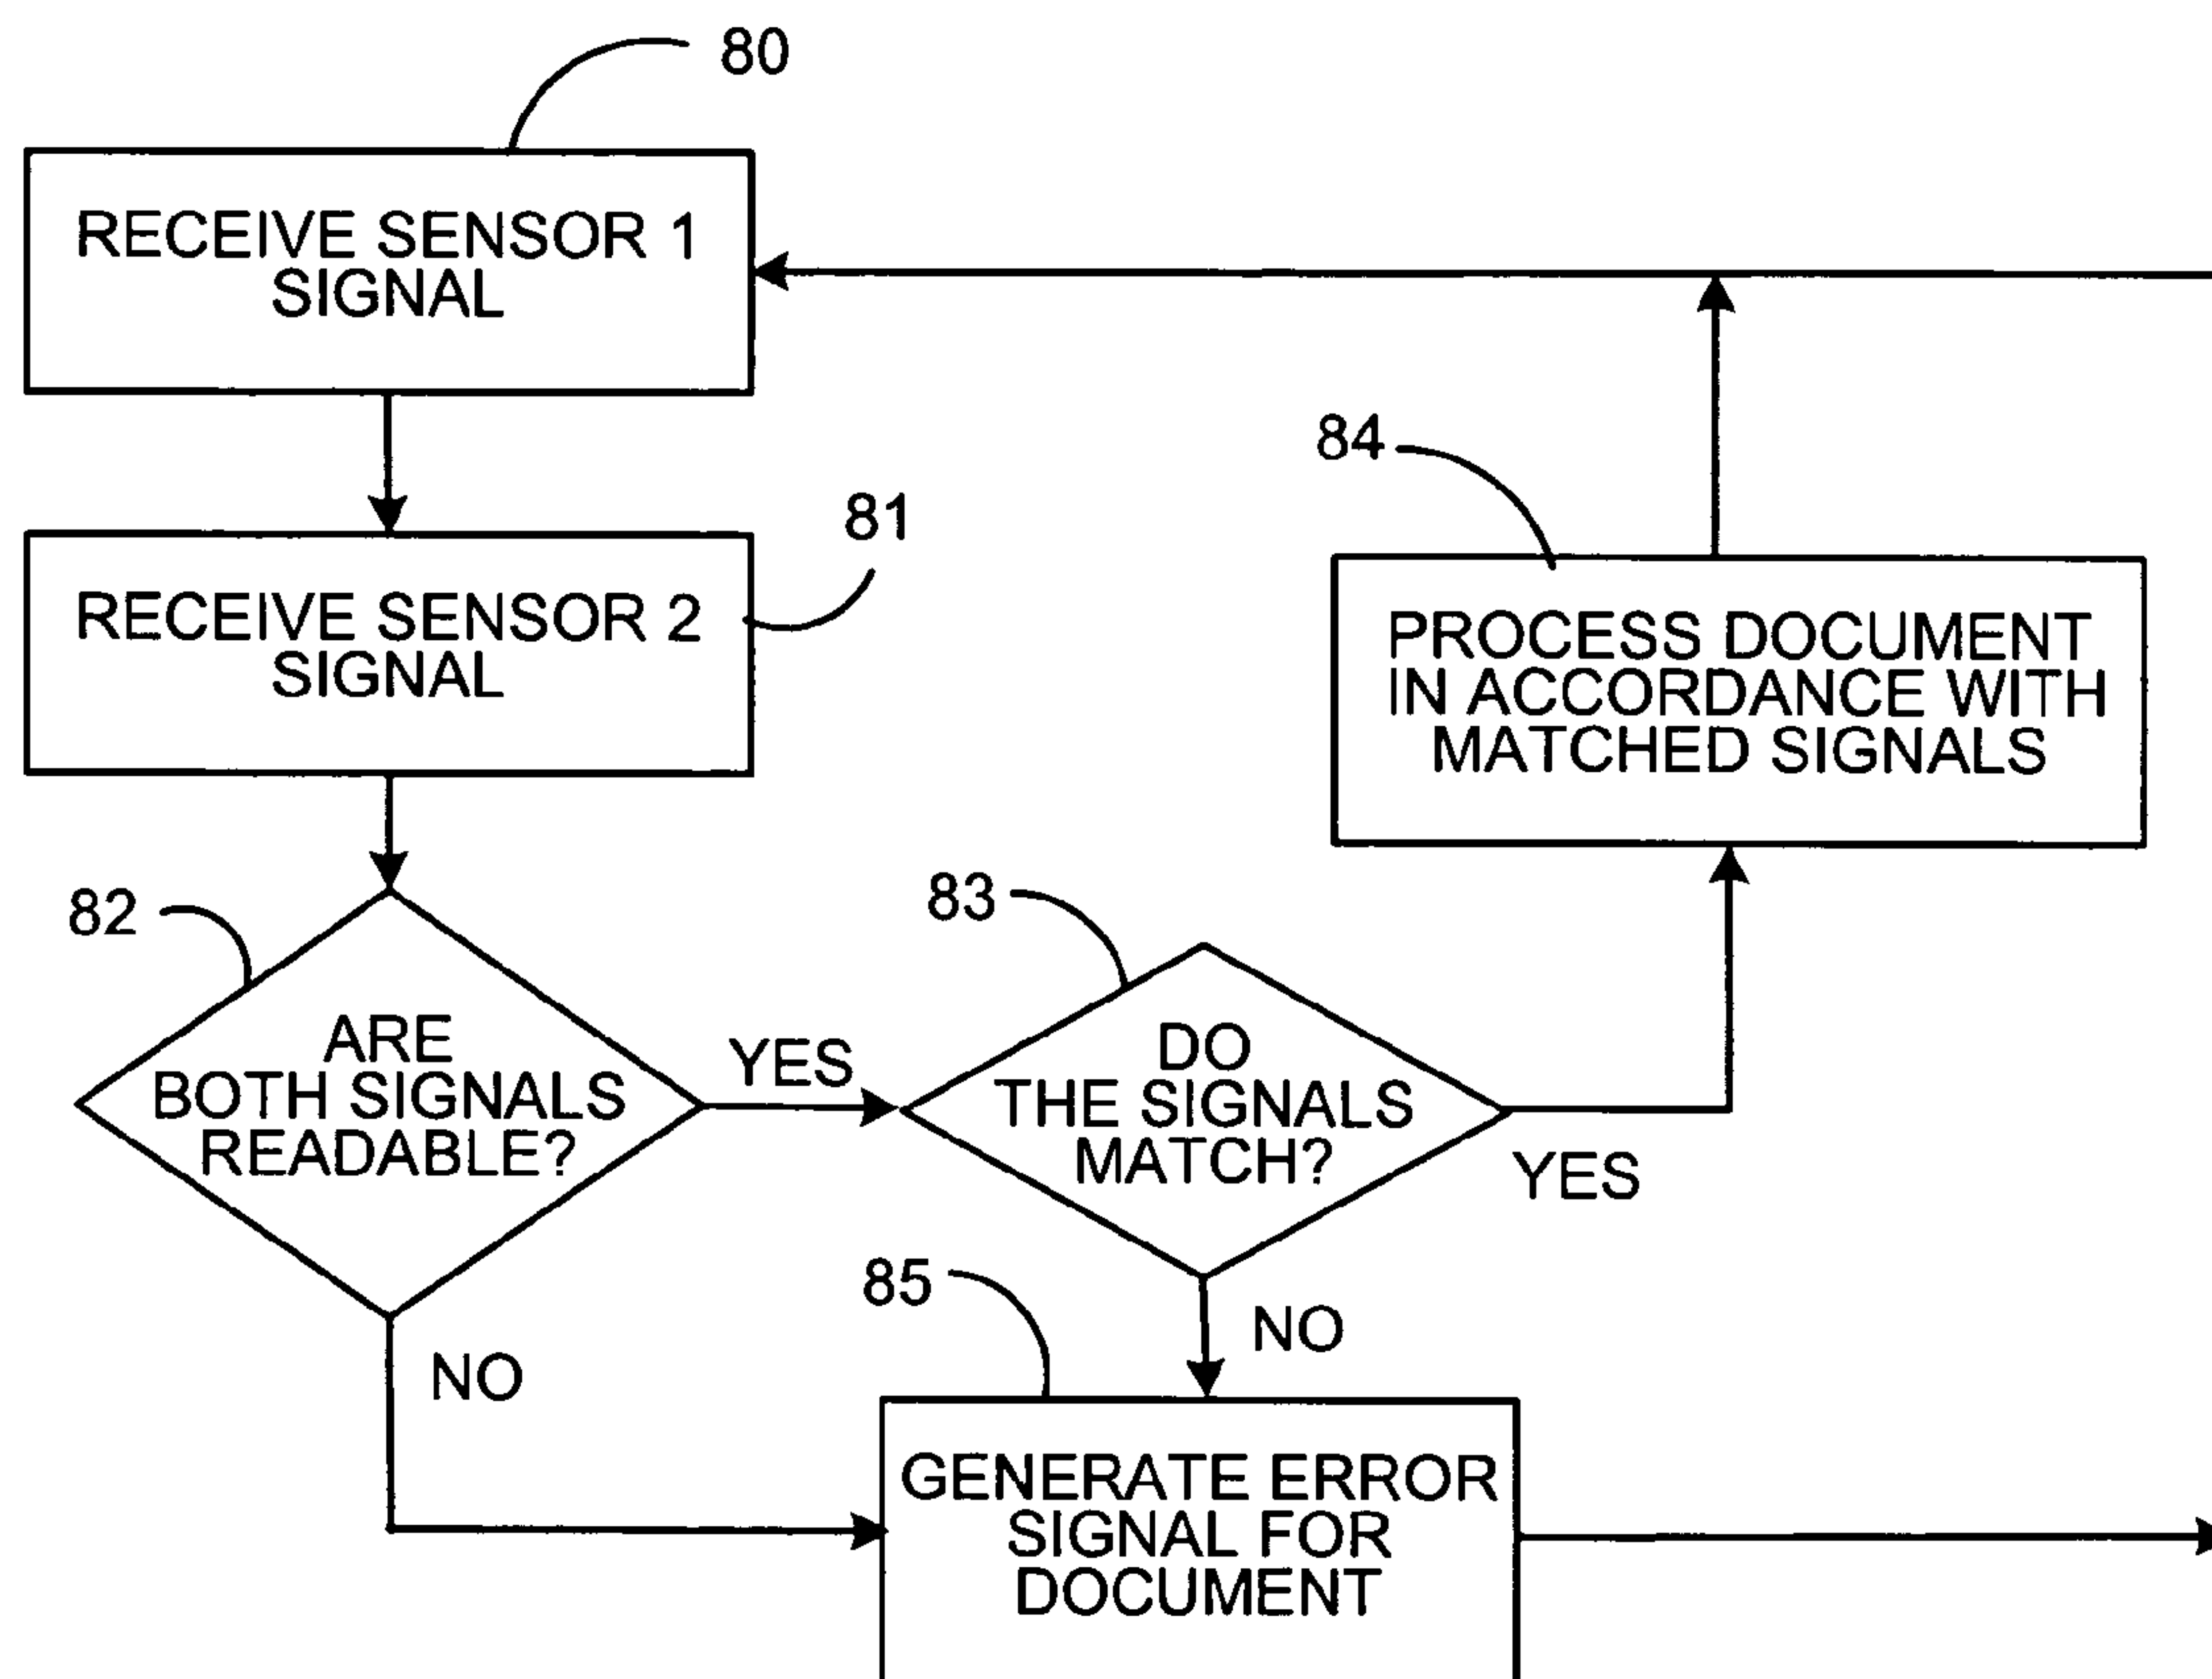 80
RECEIVE SENSOR 1
SIGNAL
81
RECEIVE SENSOR 2
SIGNAL
84
PROCESS DOCUMENT
IN ACCORDANCE WITH
MATCHED SIGNALS
82
ARE
BOTH SIGNALS
READABLE?
YES
83
DO
THE SIGNALS
MATCH?
YES
NO
85
NO
GENERATE ERROR
SIGNAL FOR
DOCUMENT